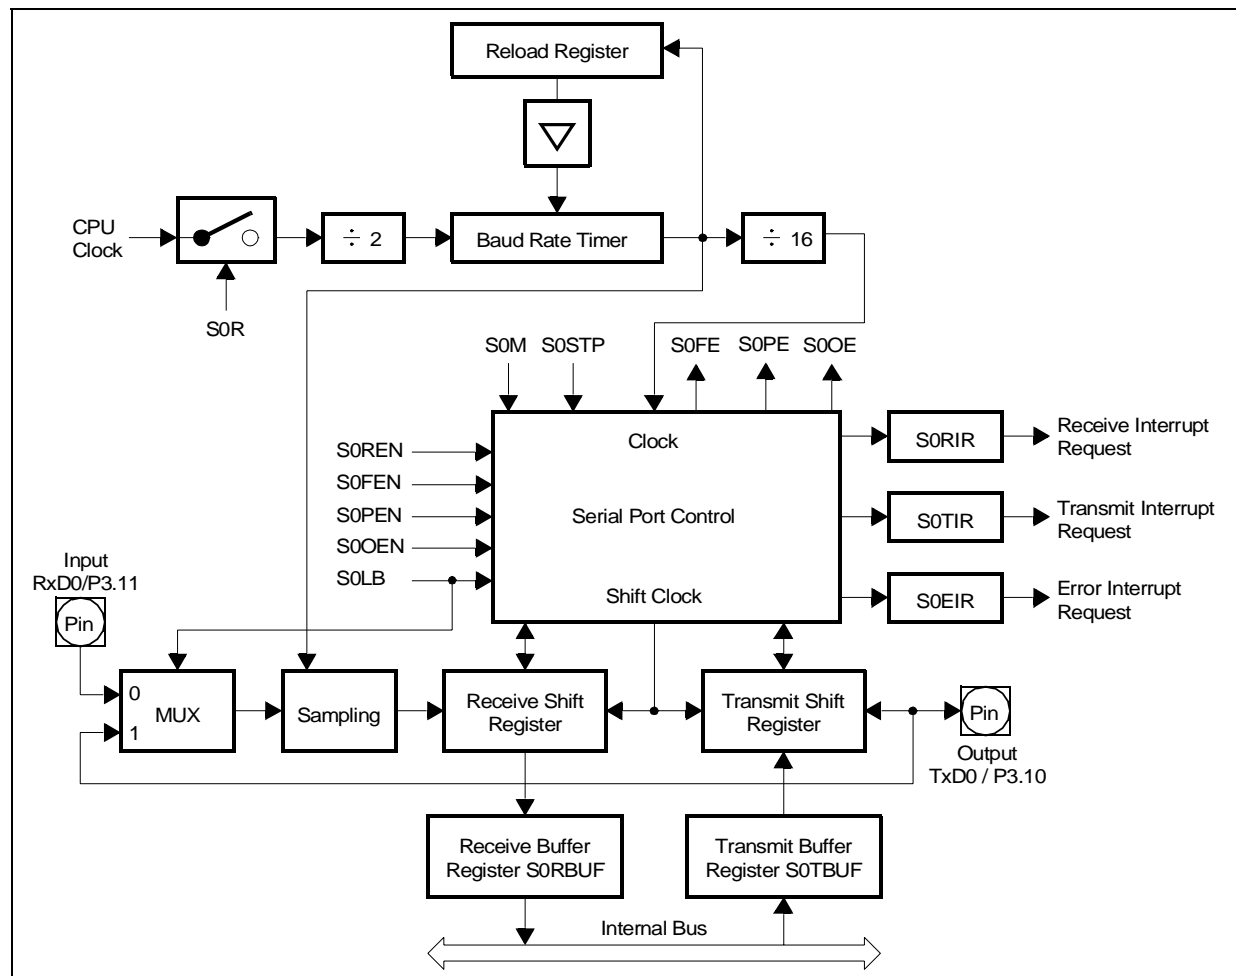 Reload Register
CPU
Clock
÷ 2
Baud Rate Timer
÷ 16
S0R
S0M
S0STP
S0FE
S0PE
S0OE
Clock
S0REN
S0FEN
S0PEN
S0OEN
S0LB
Serial Port Control
Shift Clock
S0RIR
Receive Interrupt
Request
S0TIR
Transmit Interrupt
Request
S0EIR
Error Interrupt
Request
Input
RxD0/P3.11
Pin
0
MUX
1
Sampling
Receive Shift
Register
Transmit Shift
Register
Pin
Output
TxD0 / P3.10
Receive Buffer
Register S0RBUF
Transmit Buffer
Register S0TBUF
Internal Bus